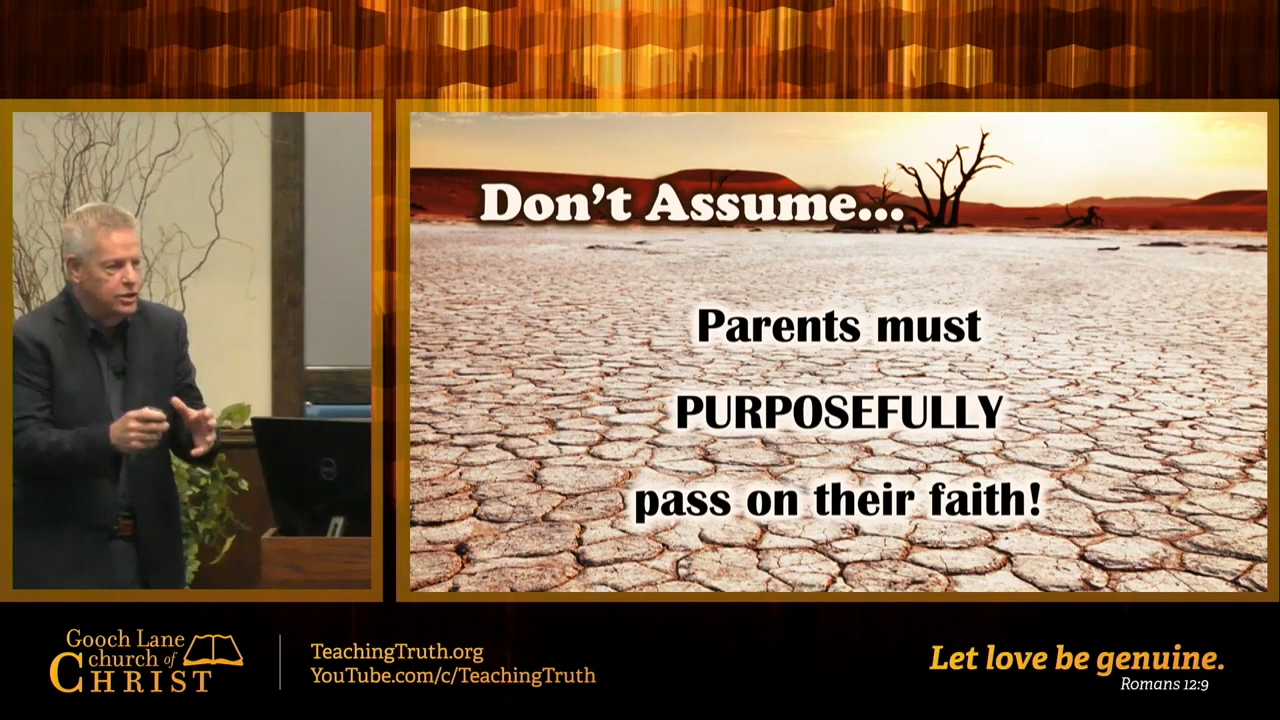 Don't Assume...
Parents must
PURPOSEFULLY
pass on their faith!
Gooch Lane
church of
CHRIST
TeachingTruth.org
YouTube.com/c/TeachingTruth
Let love be genuine.
Romans 12:9